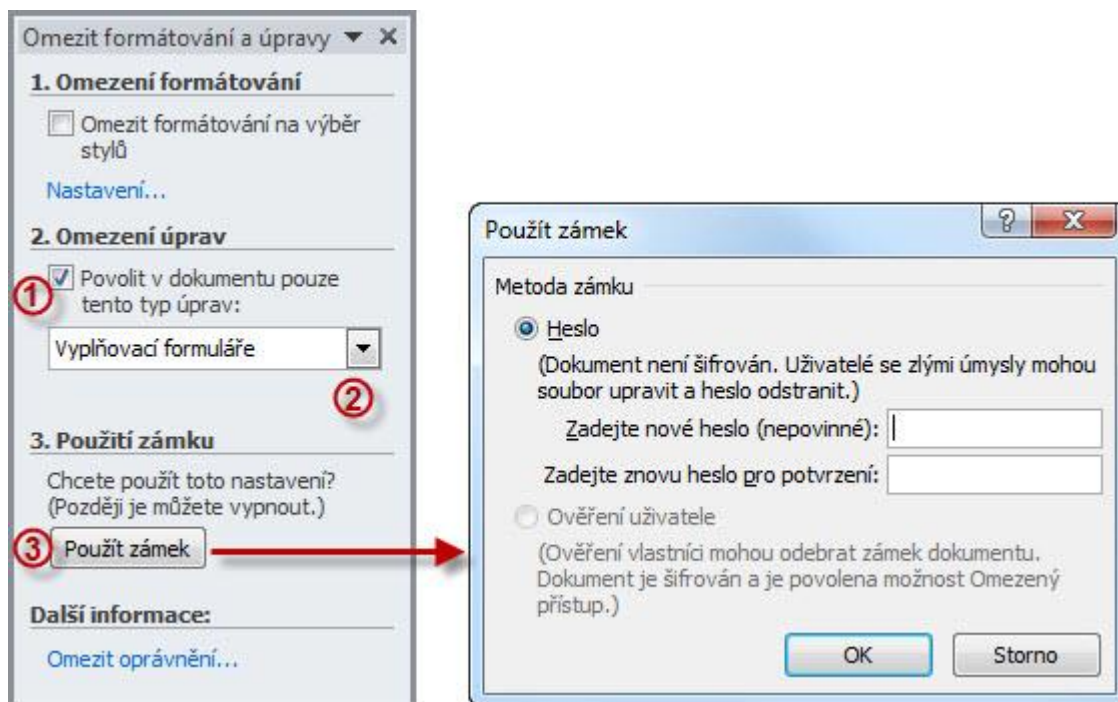 Omezit formátování a úpravy
1. Omezení formátování
Omezit formátování na výběr
stylů
Nastavení...
2. Omezení úprav
1
Povolit v dokumentu pouze
tento typ úprav:
Vyplňovací formuláře
2
3. Použití zámku
Chcete použít toto nastavení?
(Později je můžete vypnout.)
3
Použít zámek
Další informace:
Omezit oprávnění...
Použít zámek
?
Metoda zámku
Heslo
(Dokument není šifrován. Uživatelé se zlými úmysly mohou
soubor upravit a heslo odstranit.)
Zadejte nové heslo (nepovinné):
Zadejte znovu heslo pro potvrzení:
Ověření uživatele
(Ověření vlastníci mohou odebrat zámek dokumentu.
Dokument je šifrován a je povolena možnost Omezený
přístup.)
OK
Storno